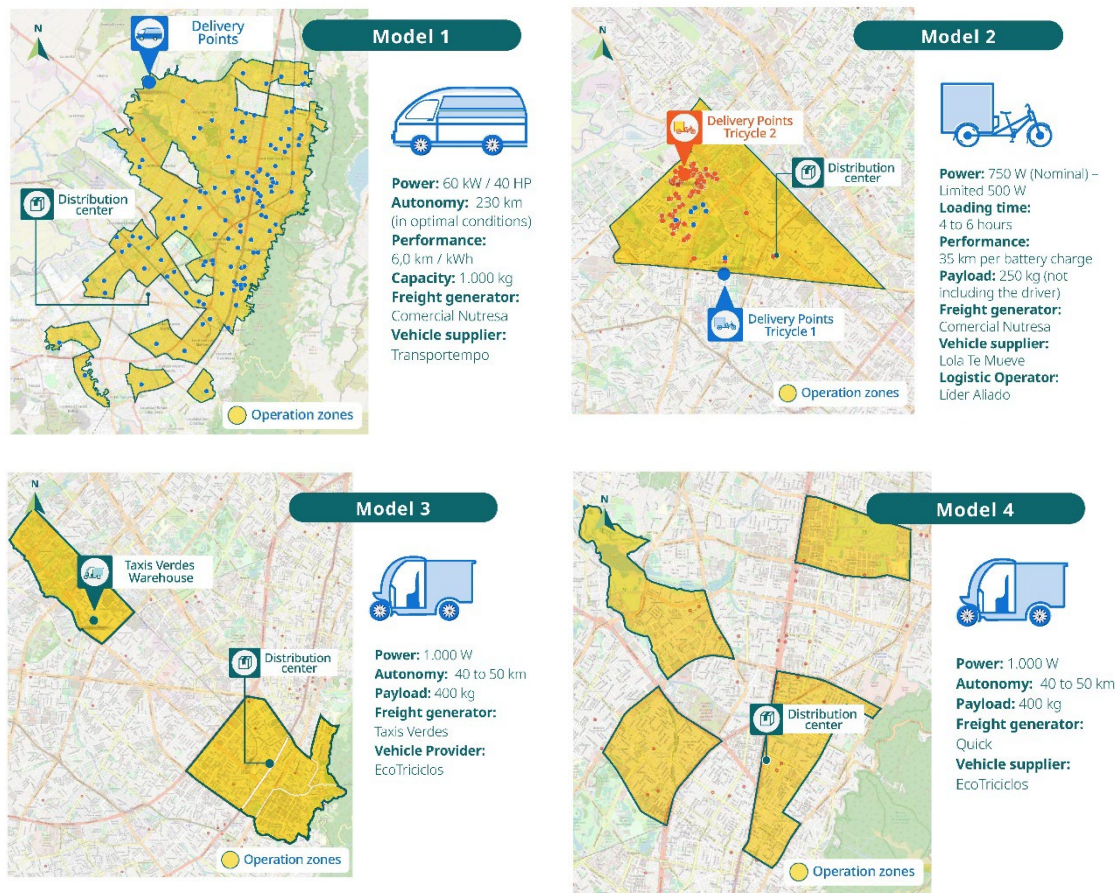 N
Delivery
Points
Model 1
Distribution
center
Power: 60 kW / 40 HP
Autonomy: 230 km
(in optimal conditions)
Performance:
6,0 km / kWh
Capacity: 1.000 kg
Freight generator:
Comercial Nutresa
Vehicle supplier:
Transportempo
Operation zones
N
Model 2
Delivery Points
Tricycle 2
Distribution
center
Delivery Points
Tricycle 1
Power: 750 W (Nominal) –
Limited 500 W
Loading time:
4 to 6 hours
Performance:
35 km per battery charge
Payload: 250 kg (not
including the driver)
Freight generator:
Comercial Nutresa
Vehicle supplier:
Lola Te Mueve
Logistic Operator:
Líder Aliado
Operation zones
N
Model 3
Taxis Verdes
Warehouse
Distribution
center
Power: 1.000 W
Autonomy: 40 to 50 km
Payload: 400 kg
Freight generator:
Taxis Verdes
Vehicle Provider:
EcoTriciclos
Operation zones
N
Model 4
Distribution
center
Power: 1.000 W
Autonomy: 40 to 50 km
Payload: 400 kg
Freight generator:
Quick
Vehicle supplier:
EcoTriciclos
Operation zones